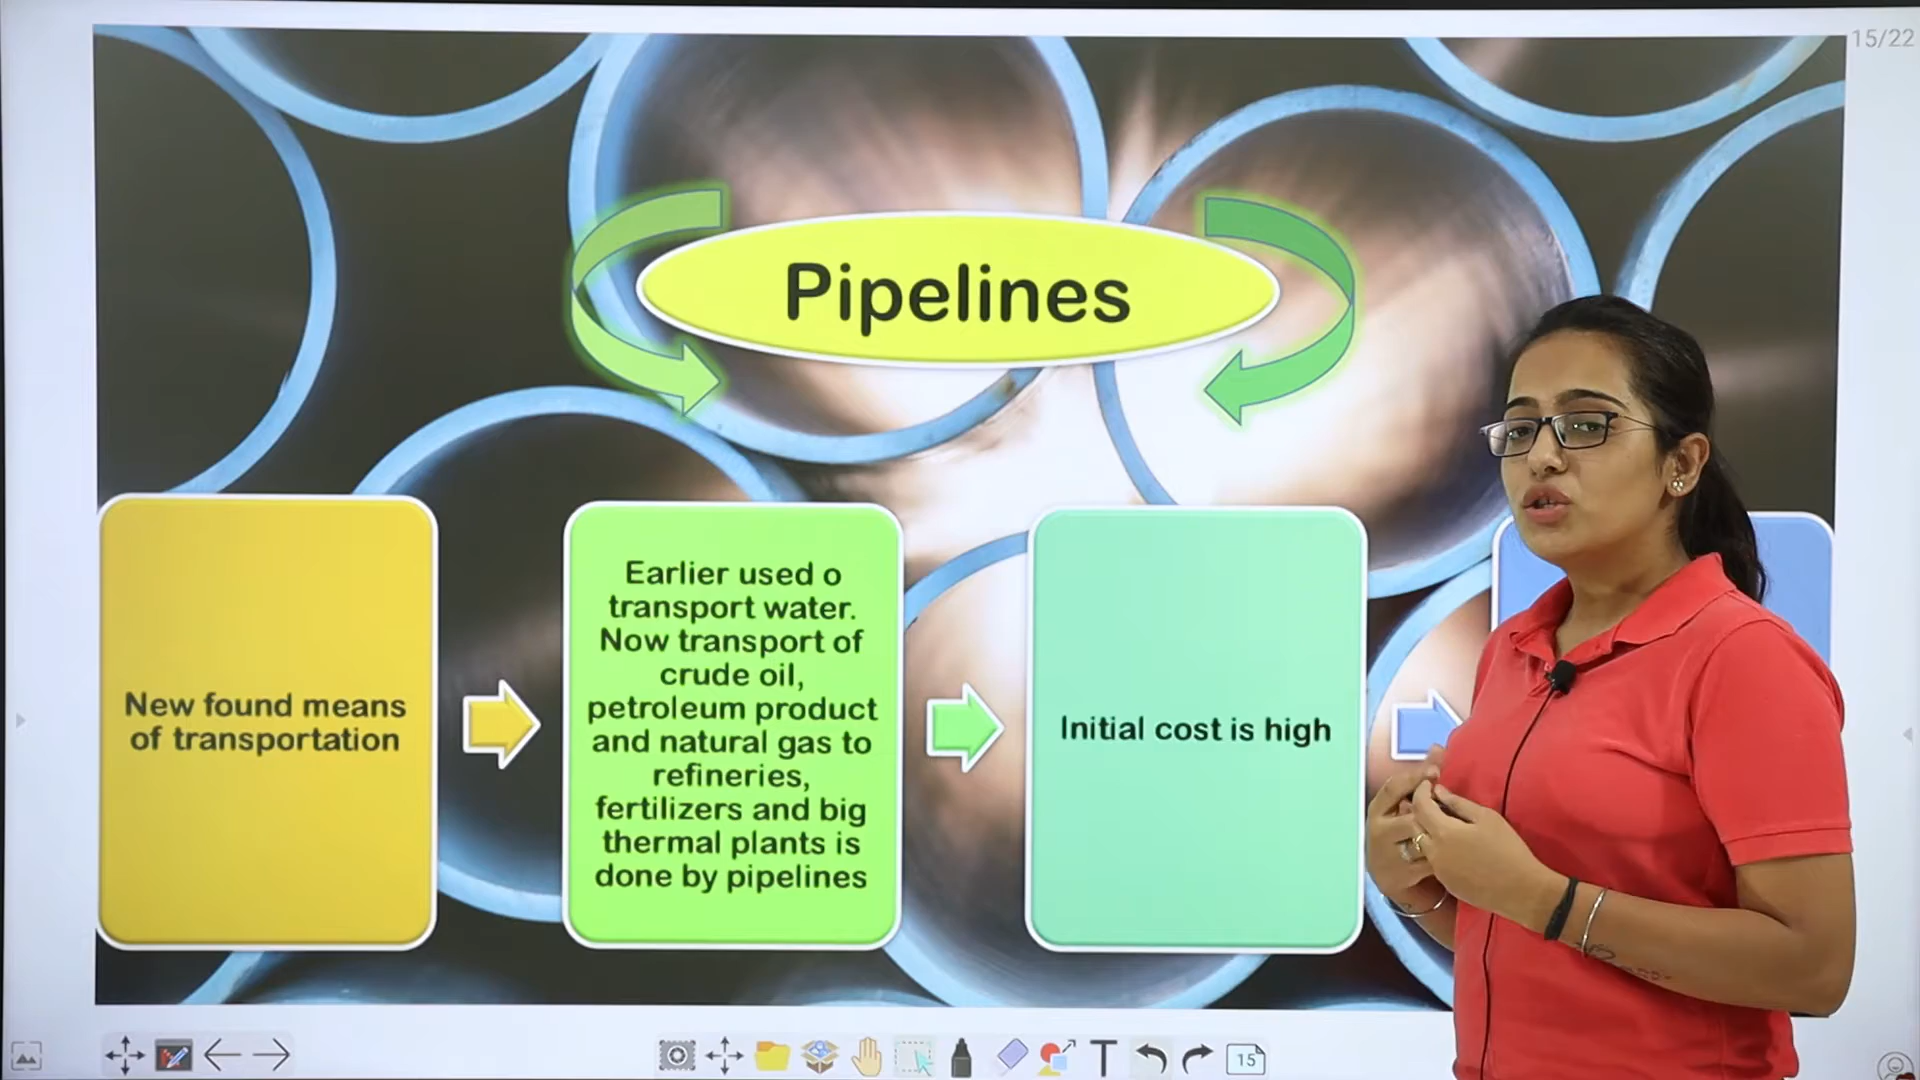 15/22
Pipelines
New found means
of transportation
Earlier used o
transport water.
Now transport of
crude oil,
petroleum product
and natural gas to
refineries,
fertilizers and big
thermal plants is
done by pipelines
Initial cost is high
T
15